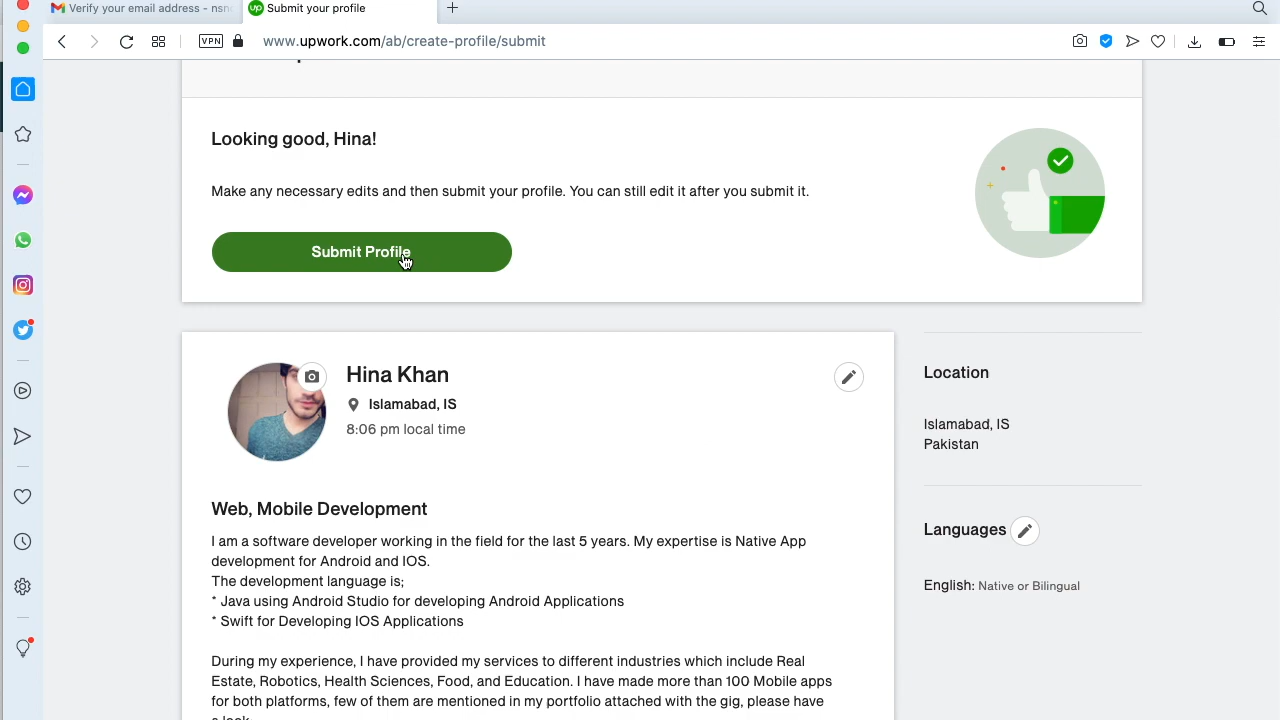 Verify your email address - nsn
up Submit your profile
VPN www.upwork.com/ab/create-profile/submit
Looking good, Hina!
Make any necessary edits and then submit your profile. You can still edit it after you submit it.
Submit Profile
Hina Khan
Islamabad, IS
8:06 pm local time
Location
Islamabad, IS
Pakistan
Languages
English: Native or Bilingual
Web, Mobile Development
I am a software developer working in the field for the last 5 years. My expertise is Native App
development for Android and IOS.
The development language is;
* Java using Android Studio for developing Android Applications
* Swift for Developing IOS Applications
During my experience, I have provided my services to different industries which include Real
Estate, Robotics, Health Sciences, Food, and Education. I have made more than 100 Mobile apps
for both platforms, few of them are mentioned in my portfolio attached with the gig, please have